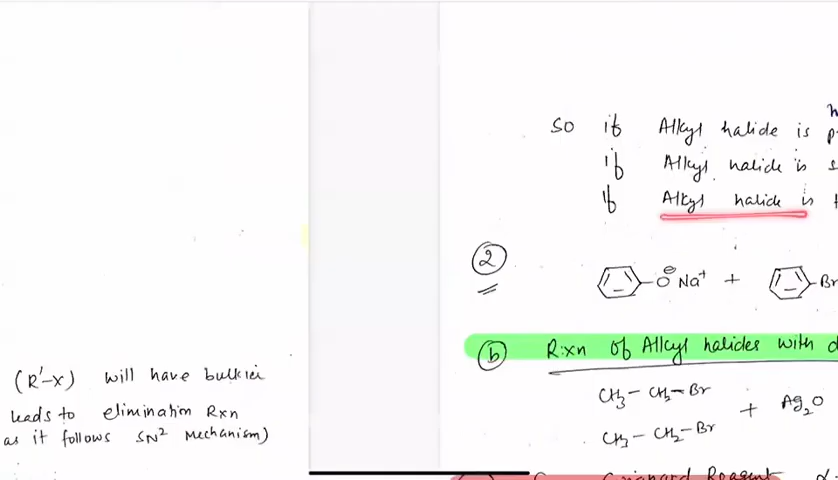 (R'-x) will have bulkier
leads to elimination Rxn
as it follows SN² Mechanism)
So if Alkyl halide is
if Alkyl halide is
If Alkyl halide is
2
O⊖ Na⁺ + Br
b Rxn of Alkyl halides with d
CH₃ - CH₂ - Br
+ Ag₂O
CH₃ - CH₂ - Br
Reagent